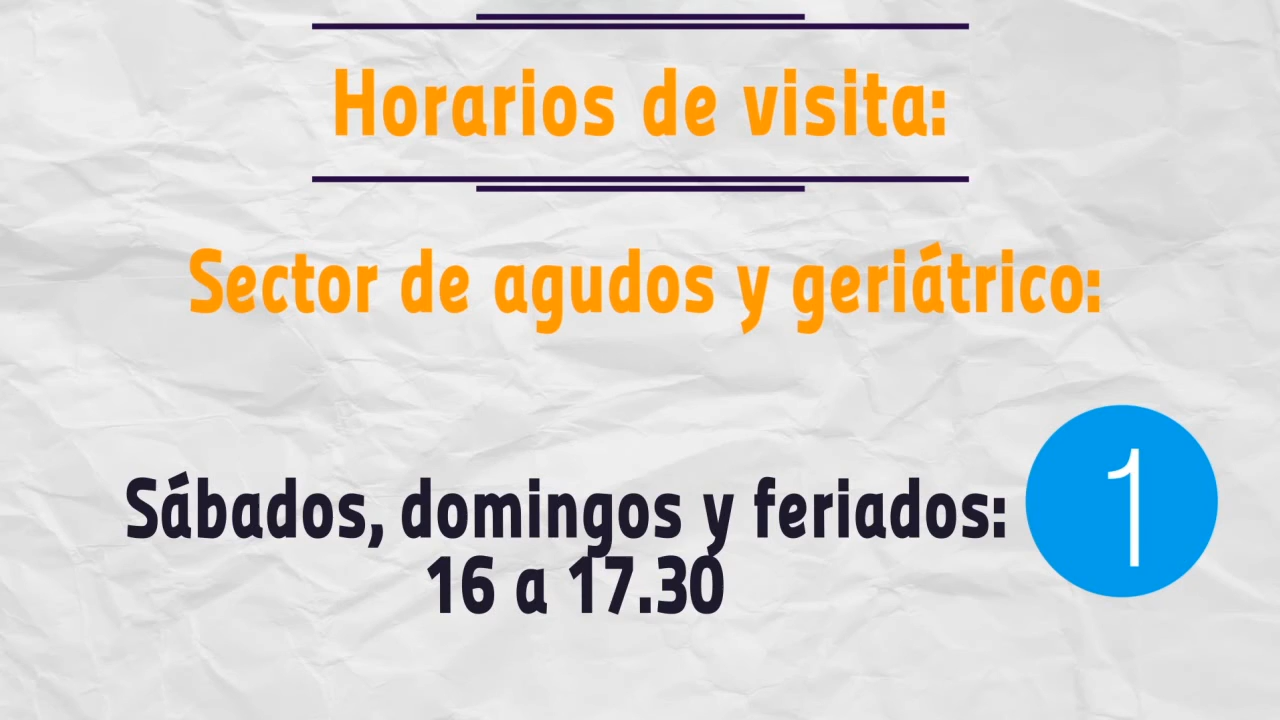 Horarios de visita:
Sector de agudos y geriátrico:
Sábados, domingos y feriados:
16 a 17.30
1